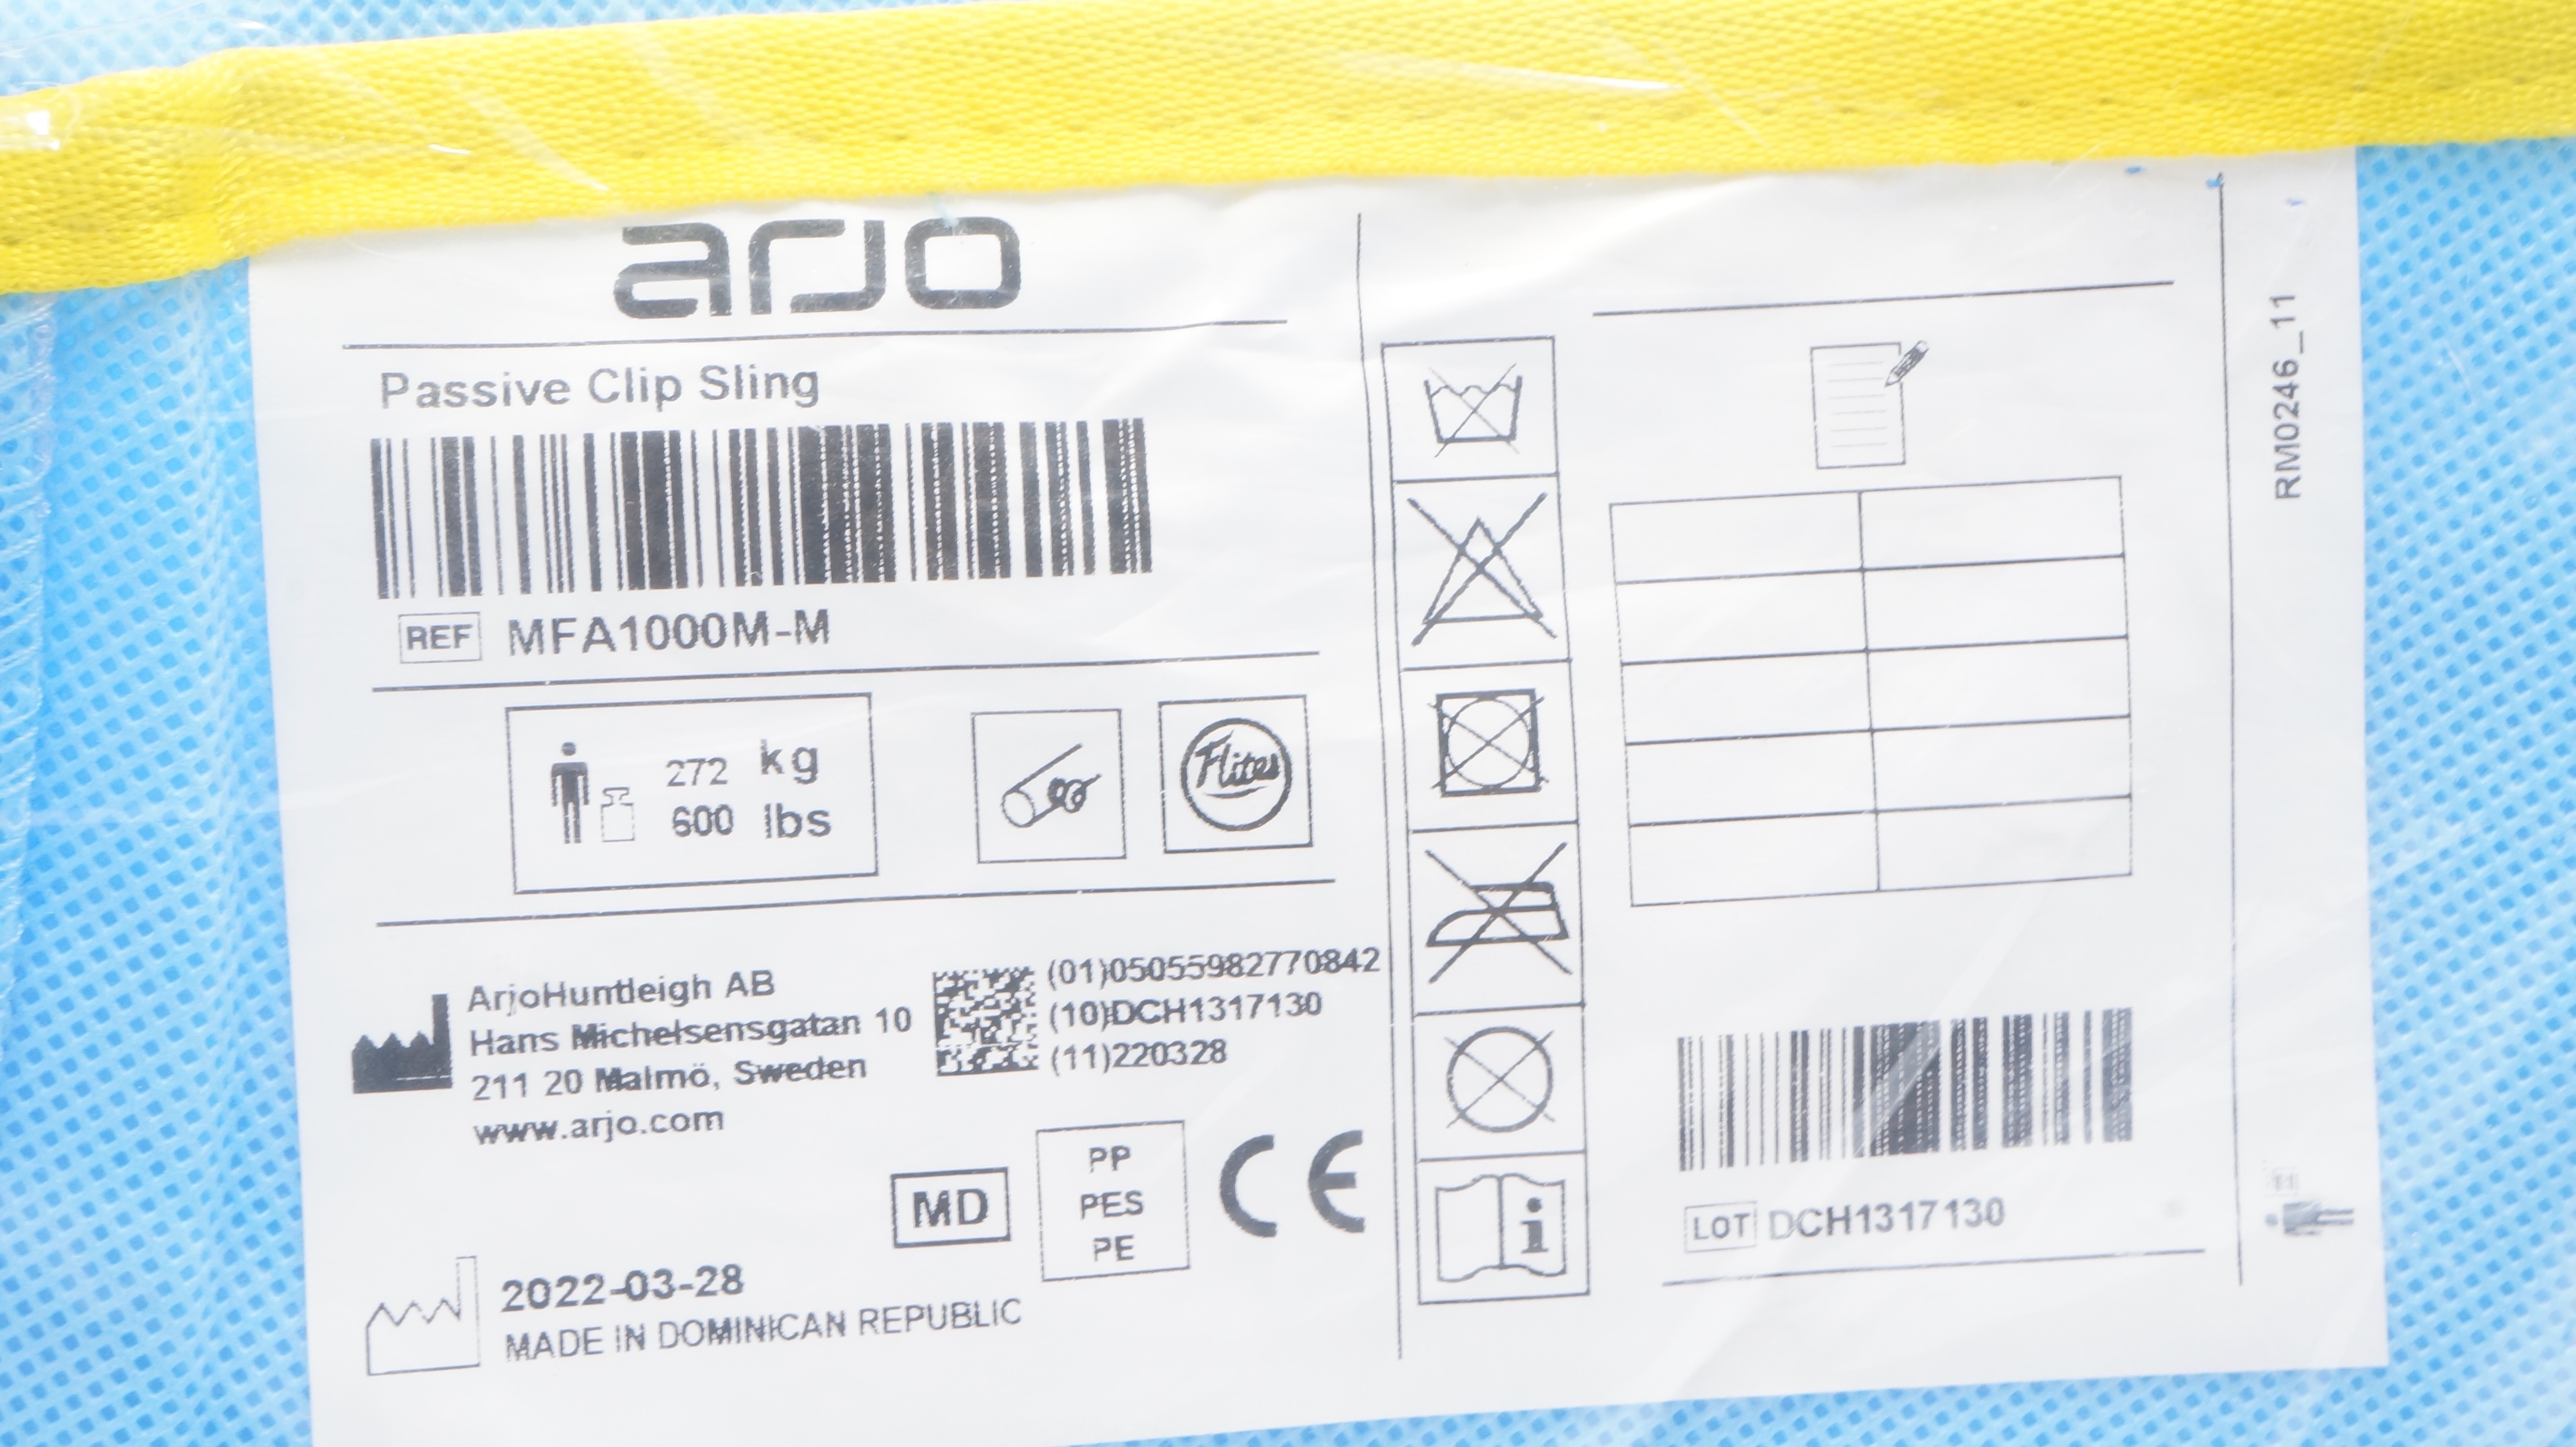 arjo
Passive Clip Sling
REF MFA1000M-M
272 kg
600 lbs
Flites
ArjoHuntleigh AB
Hans Michelsensgatan 10
211 20 Malmö, Sweden
www.arjo.com
(01)05055982770842
(10)DCH1317130
(11)220328
MD
PP
PES
PE
CE
2022-03-28
MADE IN DOMINICAN REPUBLIC
i
LOT DCH1317130
RM0246_11